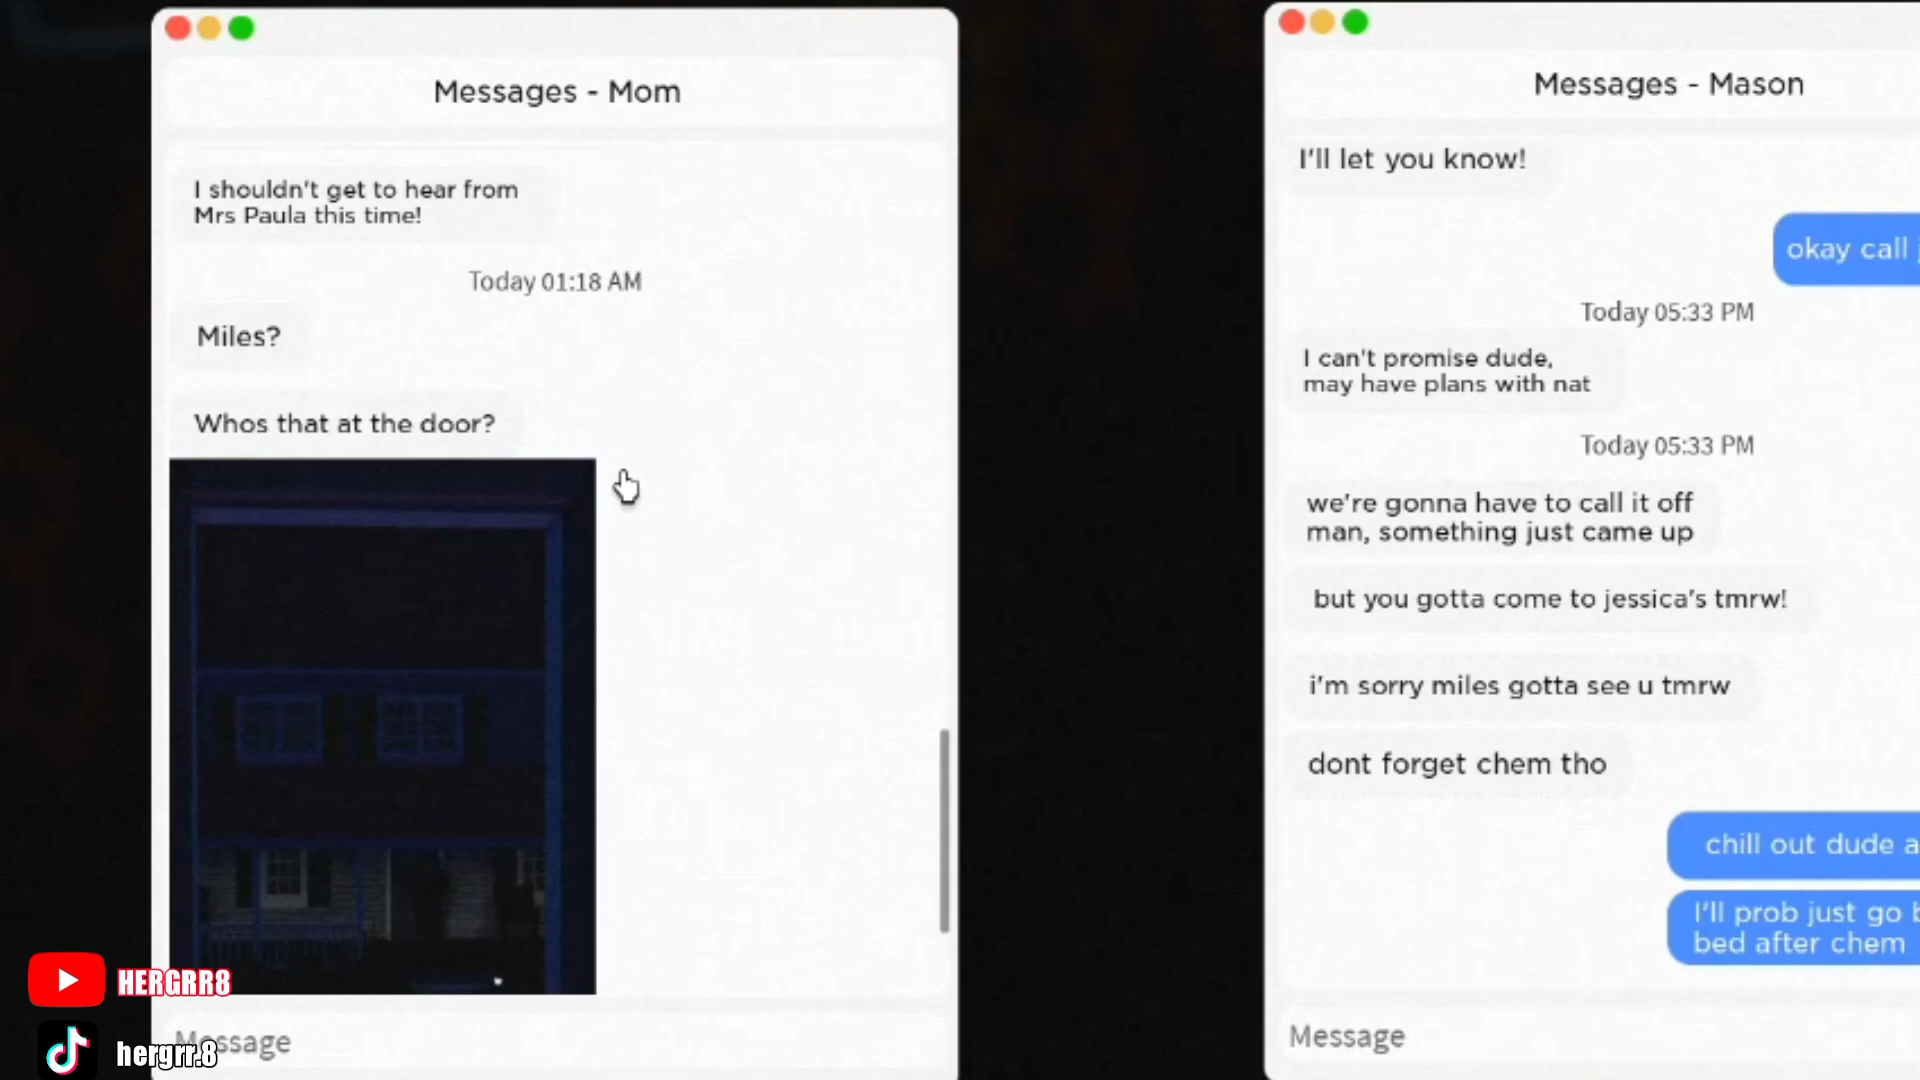 Messages - Mom
I shouldn't get to hear from
Mrs Paula this time!
Today 01:18 AM
Miles?
Whos that at the door?
Message
Messages - Mason
I'll let you know!
okay call
Today 05:33 PM
I can't promise dude,
may have plans with nat
Today 05:33 PM
we're gonna have to call it off
man, something just came up
but you gotta come to jessica's tmrw!
i'm sorry miles gotta see u tmrw
dont forget chem tho
chill out dude
I'll prob just go
bed after chem
Message
HERGRR8
hergrr.8